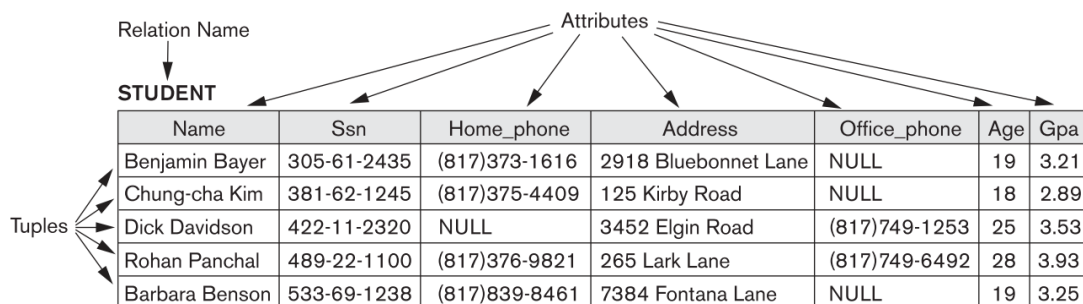 Relation Name
Attributes
STUDENT
Name Ssn Home_phone Address Office_phone Age Gpa
Benjamin Bayer 305-61-2435 (817)373-1616 2918 Bluebonnet Lane NULL 19 3.21
Chung-cha Kim 381-62-1245 (817)375-4409 125 Kirby Road NULL 18 2.89
Tuples Dick Davidson 422-11-2320 NULL 3452 Elgin Road (817)749-1253 25 3.53
Rohan Panchal 489-22-1100 (817)376-9821 265 Lark Lane (817)749-6492 28 3.93
Barbara Benson 533-69-1238 (817)839-8461 7384 Fontana Lane NULL 19 3.25